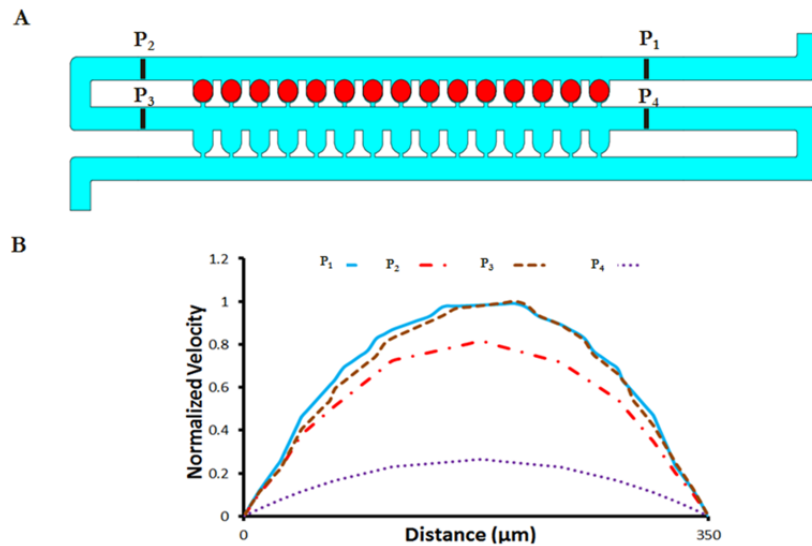 A
P2 P1
P3 P4
B
P1 P2 P3 P4
1.2
1
0.8
0.6
0.4
0.2
0
Normalized Velocity
0 350
Distance (µm)